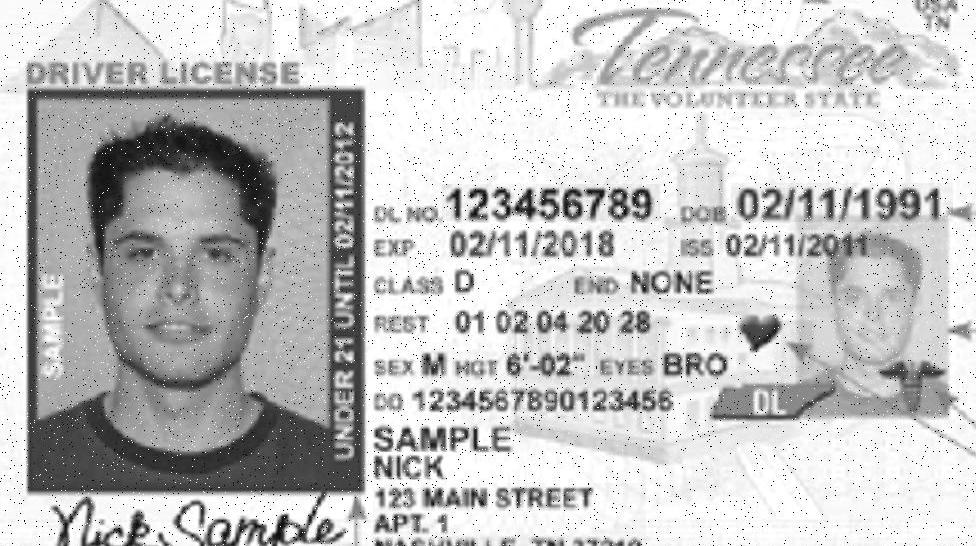 USA
TN
Tennessee
THE VOLUNTEER STATE
DRIVER LICENSE
SAMPLE
UNDER 21 UNTIL 02/11/2012
DL NO. 123456789 DOB 02/11/1991
EXP 02/11/2018 ISS 02/11/2011
CLASS D END NONE
REST 01 02 04 20 28
SEX M HGT 6'-02" EYES BRO
DD 1234567890123456
DL
SAMPLE
NICK
123 MAIN STREET
APT. 1
NASHVILLE, TN
Nick Sample